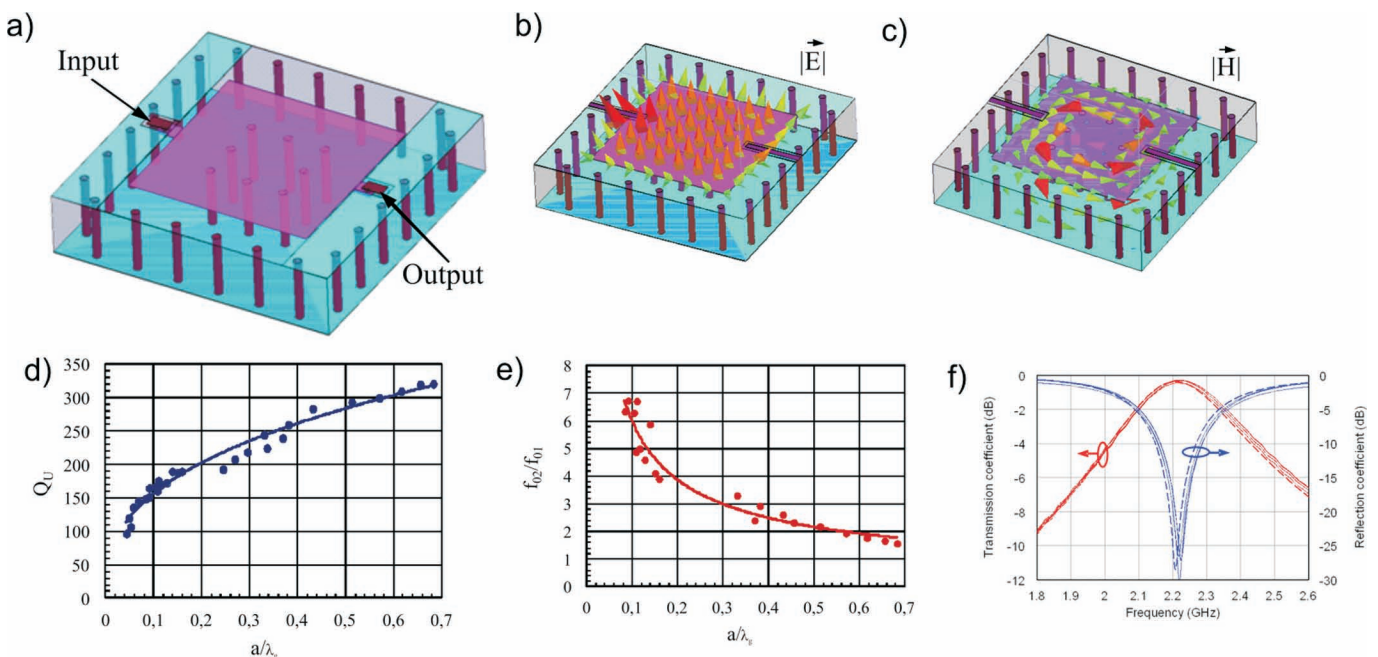 a)
Input
Output
b)
|E|
c)
|H|
d)
Q_U
350
300
250
200
150
100
50
0
0 0,1 0,2 0,3 0,4 0,5 0,6 0,7
e)
f_02/f_01
8
7
6
5
4
3
2
1
0
0 0,1 0,2 0,3 0,4 0,5 0,6 0,7
f)
Transmission coefficient (dB)
0
-2
-4
-6
-8
-10
-12
0
-5
-10
-15
-20
-25
-30
Reflection coefficient (dB)
1.8 1.9 2 2.1 2.2 2.3 2.4 2.5 2.6
Frequency (GHz)